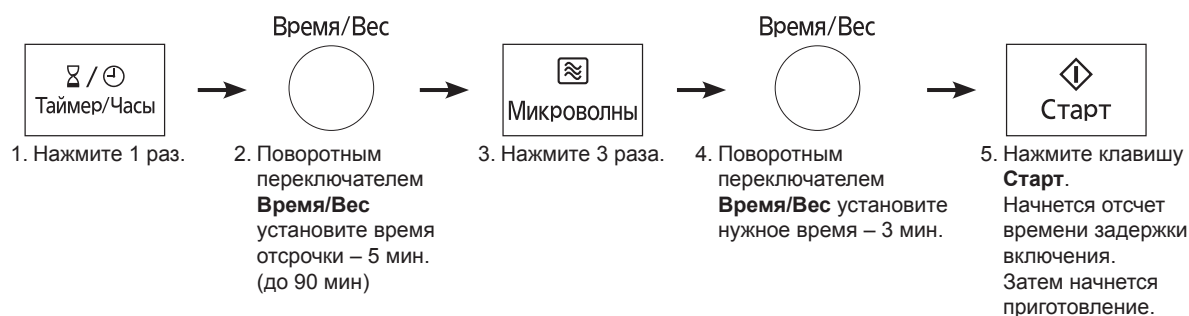 Время/Вес
Время/Вес
Таймер/Часы
Микроволны
Старт
1. Нажмите 1 раз.
2. Поворотным
переключателем
Время/Вес
установите время
отсрочки – 5 мин.
(до 90 мин)
3. Нажмите 3 раза.
4. Поворотным
переключателем
Время/Вес установите
нужное время – 3 мин.
5. Нажмите клавишу
Старт.
Начнется отсчет
времени задержки
включения.
Затем начнется
приготовление.